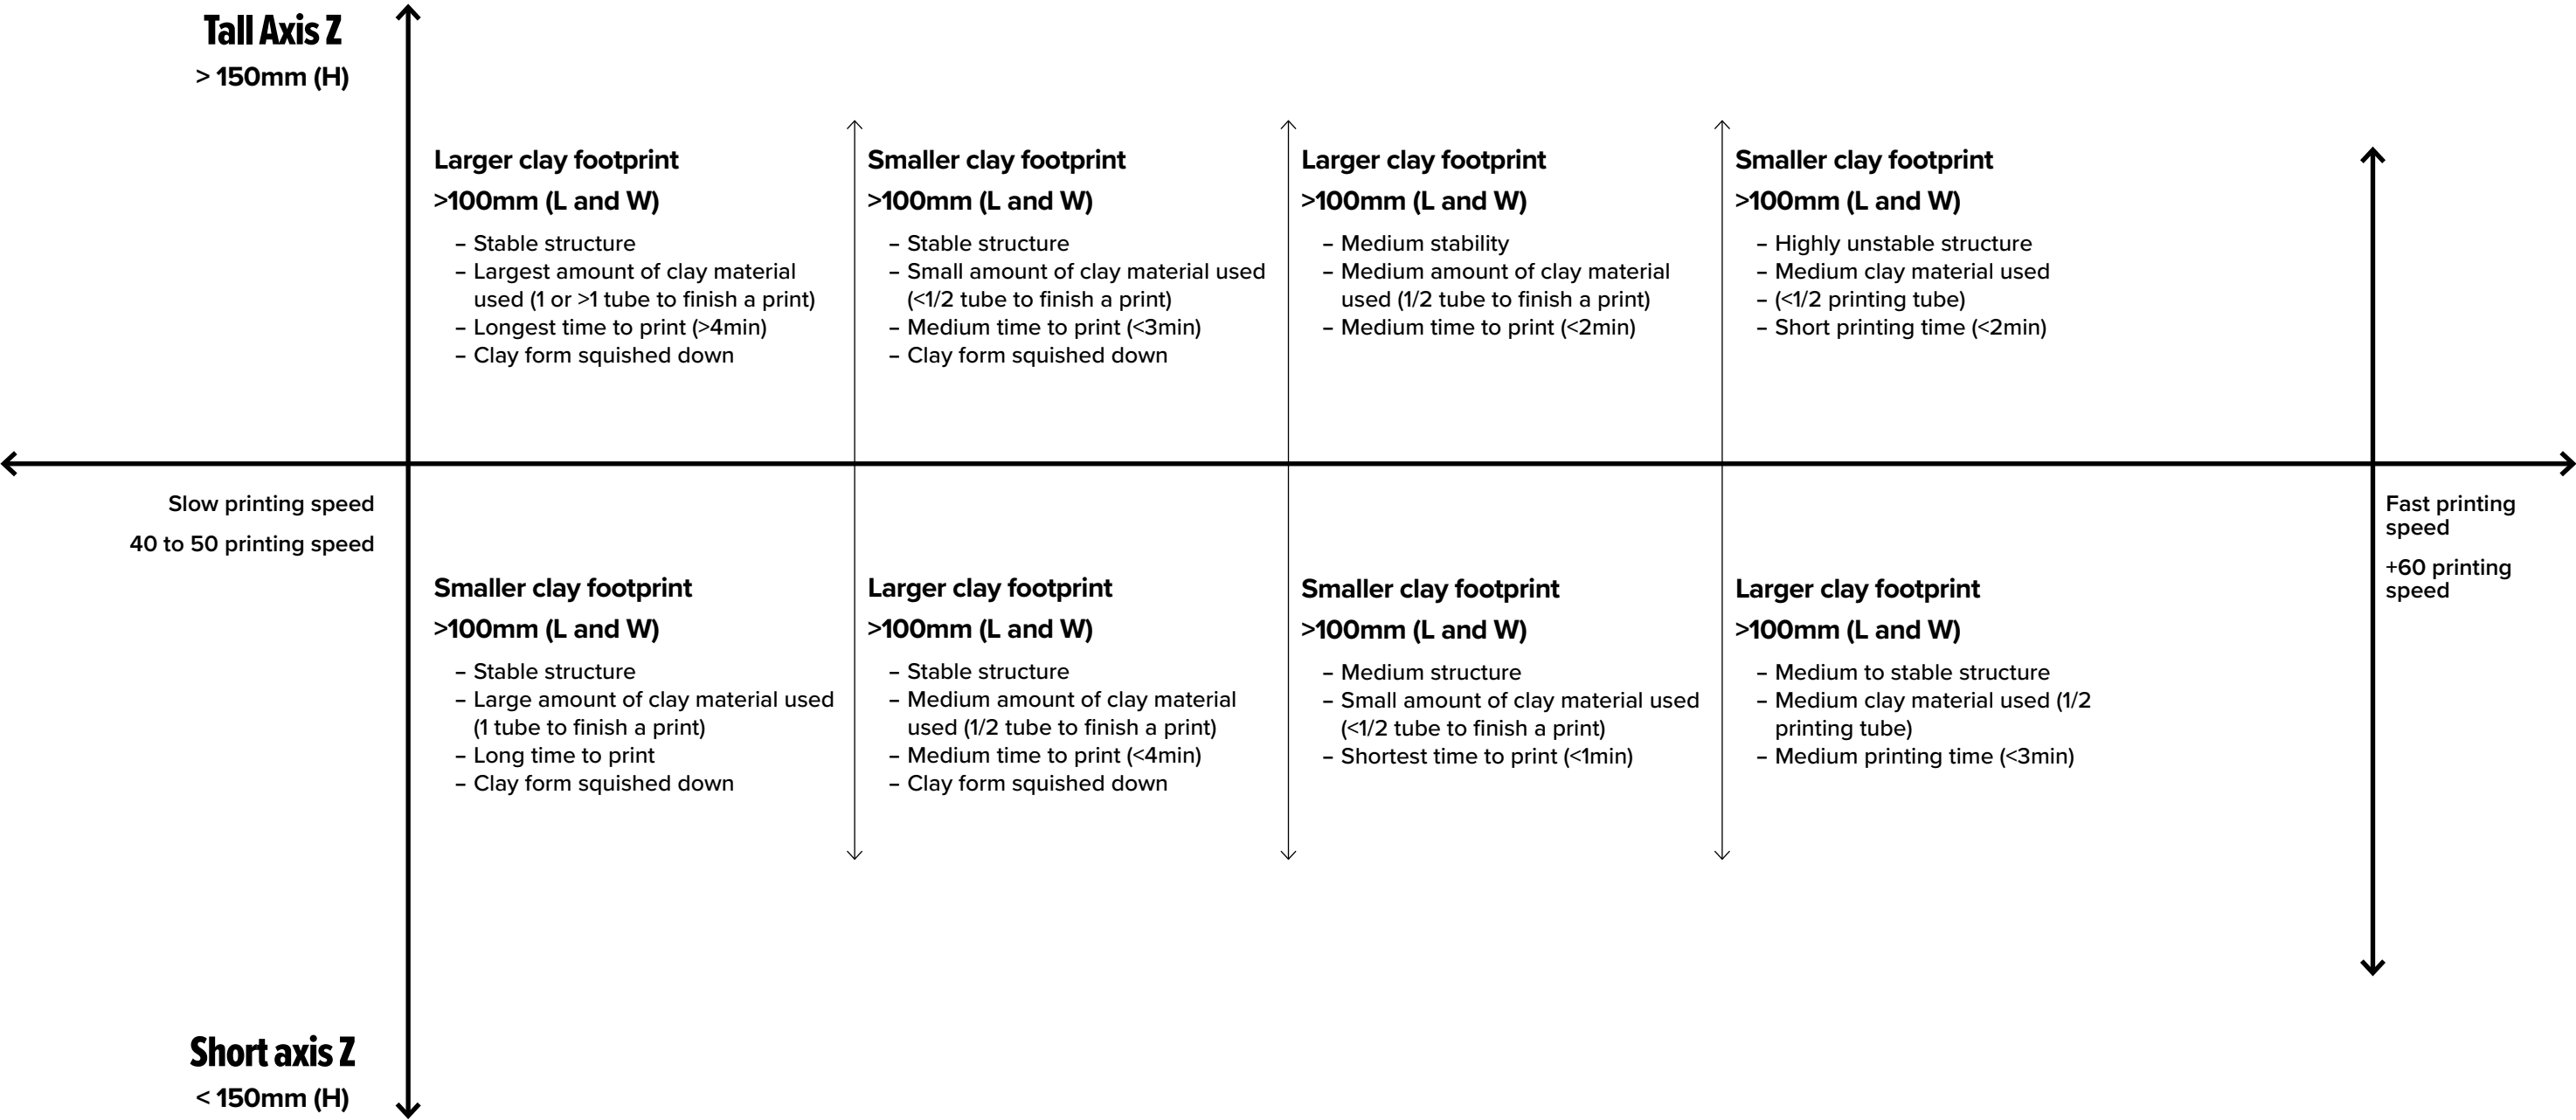 Tall Axis Z
> 150mm (H)
Larger clay footprint
>100mm (L and W)
– Stable structure
– Largest amount of clay material
used (1 or >1 tube to finish a print)
– Longest time to print (>4min)
– Clay form squished down
Smaller clay footprint
>100mm (L and W)
– Stable structure
– Small amount of clay material used
(<1/2 tube to finish a print)
– Medium time to print (<3min)
– Clay form squished down
Larger clay footprint
>100mm (L and W)
– Medium stability
– Medium amount of clay material
used (1/2 tube to finish a print)
– Medium time to print (<2min)
Smaller clay footprint
>100mm (L and W)
– Highly unstable structure
– Medium clay material used
– (<1/2 printing tube)
– Short printing time (<2min)
Slow printing speed
40 to 50 printing speed
Fast printing
speed
+60 printing
speed
Smaller clay footprint
>100mm (L and W)
– Stable structure
– Large amount of clay material used
(1 tube to finish a print)
– Long time to print
– Clay form squished down
Larger clay footprint
>100mm (L and W)
– Stable structure
– Medium amount of clay material
used (1/2 tube to finish a print)
– Medium time to print (<4min)
– Clay form squished down
Smaller clay footprint
>100mm (L and W)
– Medium structure
– Small amount of clay material used
(<1/2 tube to finish a print)
– Shortest time to print (<1min)
Larger clay footprint
>100mm (L and W)
– Medium to stable structure
– Medium clay material used (1/2
printing tube)
– Medium printing time (<3min)
Short axis Z
< 150mm (H)